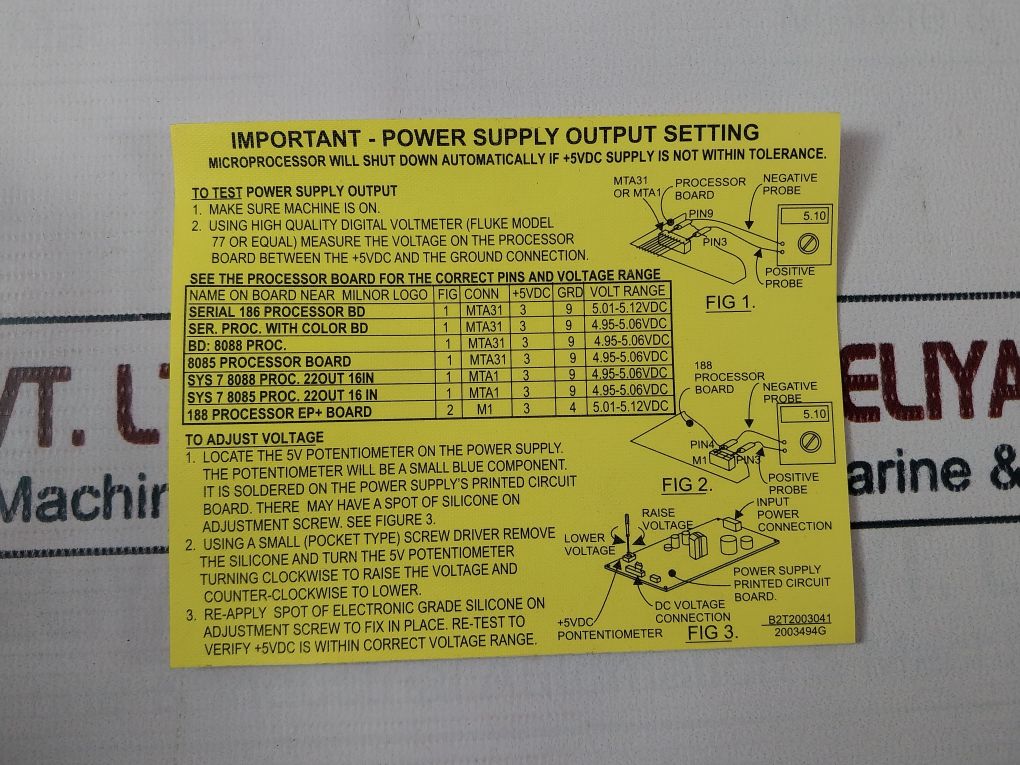 IMPORTANT - POWER SUPPLY OUTPUT SETTING
MICROPROCESSOR WILL SHUT DOWN AUTOMATICALLY IF +5VDC SUPPLY IS NOT WITHIN TOLERANCE.
TO TEST POWER SUPPLY OUTPUT
1. MAKE SURE MACHINE IS ON.
2. USING HIGH QUALITY DIGITAL VOLTMETER (FLUKE MODEL
77 OR EQUAL) MEASURE THE VOLTAGE ON THE PROCESSOR
BOARD BETWEEN THE +5VDC AND THE GROUND CONNECTION.
MTA31
OR MTA1
PROCESSOR
BOARD
NEGATIVE
PROBE
PIN9
PIN3
5.10
POSITIVE
PROBE
FIG 1.
SEE THE PROCESSOR BOARD FOR THE CORRECT PINS AND VOLTAGE RANGE
NAME ON BOARD NEAR MILNOR LOGO FIG CONN +5VDC GRD VOLT RANGE
SERIAL 186 PROCESSOR BD 1 MTA31 3 9 5.01-5.12VDC
SER. PROC. WITH COLOR BD 1 MTA31 3 9 4.95-5.06VDC
BD: 8088 PROC. 1 MTA31 3 9 4.95-5.06VDC
8085 PROCESSOR BOARD 1 MTA31 3 9 4.95-5.06VDC
SYS 7 8088 PROC. 22OUT 16IN 1 MTA1 3 9 4.95-5.06VDC
SYS 7 8085 PROC. 22OUT 16 IN 1 MTA1 3 9 4.95-5.06VDC
188 PROCESSOR EP+ BOARD 2 M1 3 4 5.01-5.12VDC
188
PROCESSOR
BOARD
NEGATIVE
PROBE
5.10
PIN4
M1
PIN3
POSITIVE
PROBE
FIG 2.
TO ADJUST VOLTAGE
1. LOCATE THE 5V POTENTIOMETER ON THE POWER SUPPLY.
THE POTENTIOMETER WILL BE A SMALL BLUE COMPONENT.
IT IS SOLDERED ON THE POWER SUPPLY'S PRINTED CIRCUIT
BOARD. THERE MAY HAVE A SPOT OF SILICONE ON
ADJUSTMENT SCREW. SEE FIGURE 3.
2. USING A SMALL (POCKET TYPE) SCREW DRIVER REMOVE
THE SILICONE AND TURN THE 5V POTENTIOMETER
TURNING CLOCKWISE TO RAISE THE VOLTAGE AND
COUNTER-CLOCKWISE TO LOWER.
3. RE-APPLY SPOT OF ELECTRONIC GRADE SILICONE ON
ADJUSTMENT SCREW TO FIX IN PLACE. RE-TEST TO
VERIFY +5VDC IS WITHIN CORRECT VOLTAGE RANGE.
INPUT
POWER
CONNECTION
RAISE
VOLTAGE
LOWER
VOLTAGE
POWER SUPPLY
PRINTED CIRCUIT
BOARD.
DC VOLTAGE
CONNECTION
+5VDC
PONTENTIOMETER
FIG 3.
B2T2003041
2003494G
VT. LT
ELIYA
Machin
arine &